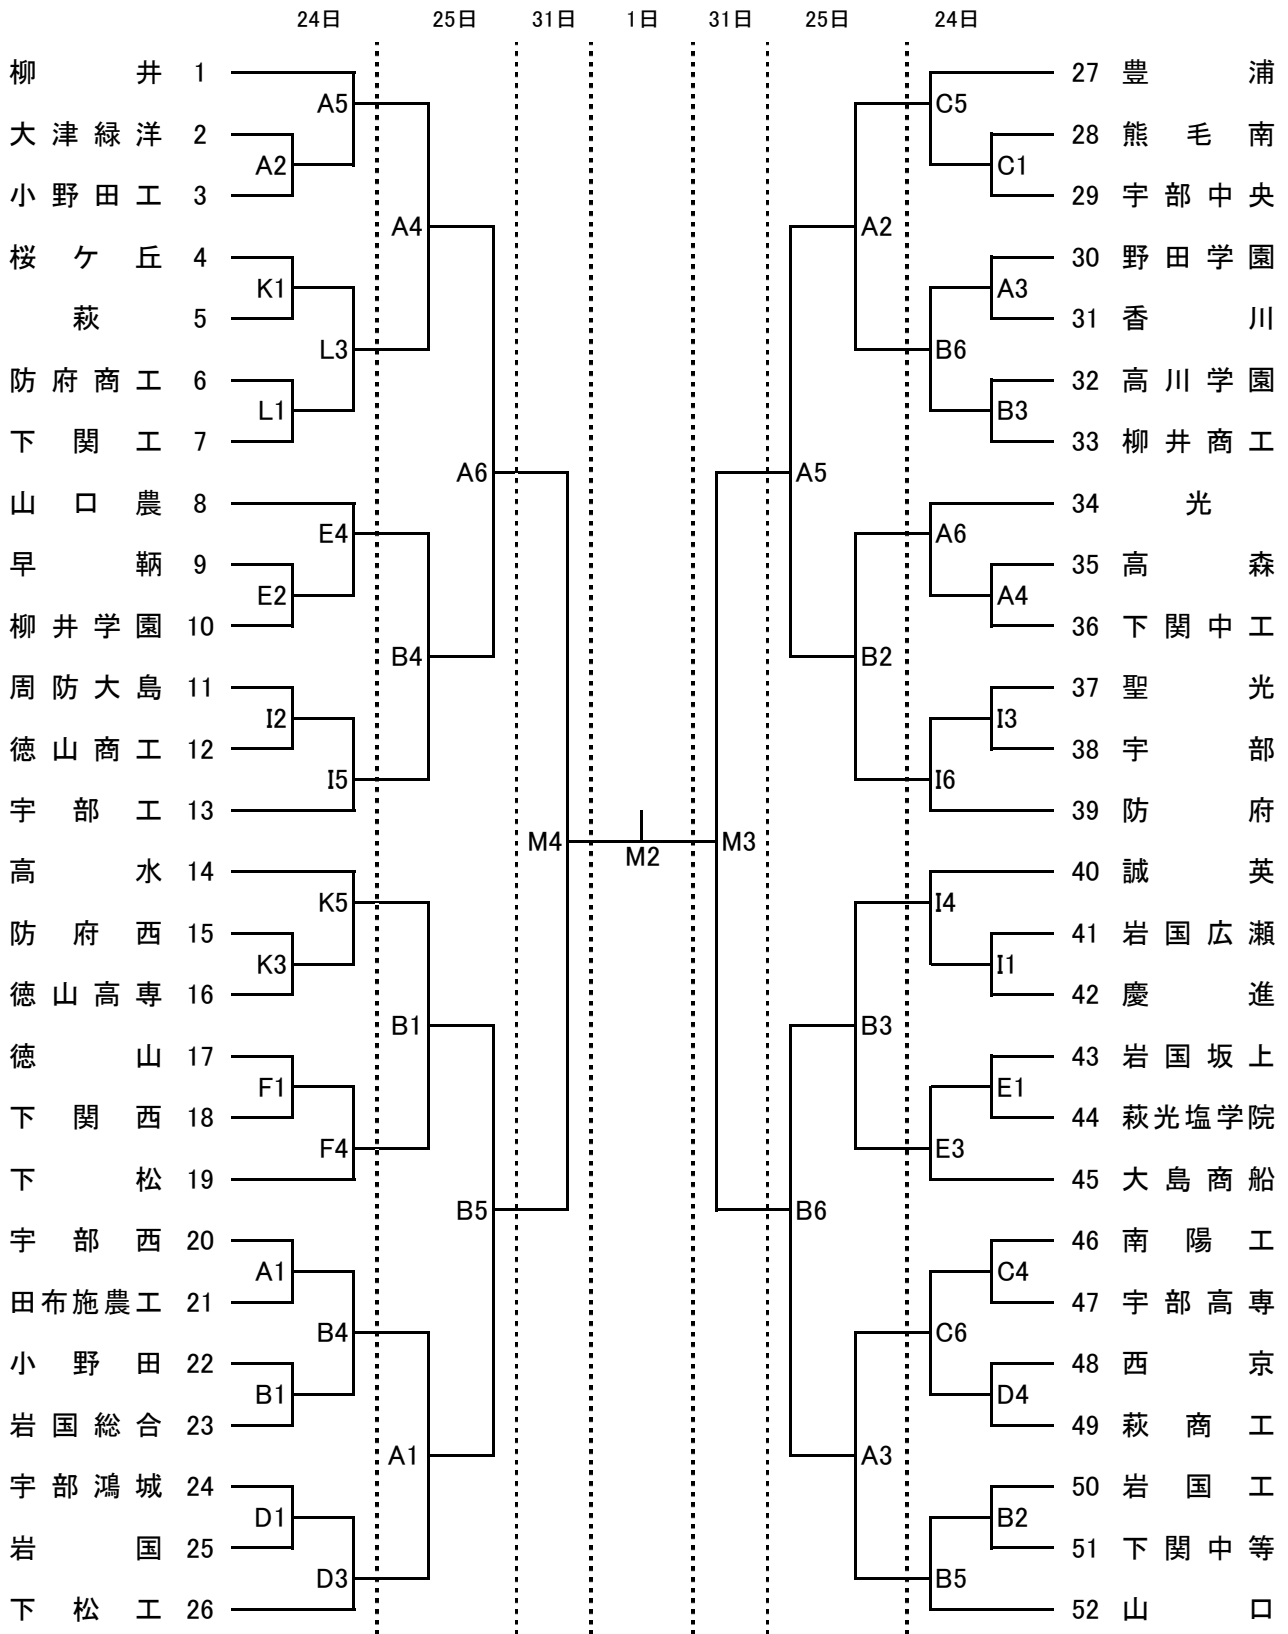 24日 25日 31日 1日 31日 25日 24日
柳井 1 27 豊浦
A5 C5
大津緑洋 2 28 熊毛南
A2 C1
小野田工 3 29 宇部中央
A4 A2
桜ケ丘 4 30 野田学園
K1 A3
萩 5 31 香川
L3 B6
防府商工 6 32 高川学園
L1 B3
下関工 7 33 柳井商工
A6 A5
山口農 8 34 光
E4 A6
早鞆 9 35 高森
E2 A4
柳井学園 10 36 下関中工
B4 B2
周防大島 11 37 聖光
I2 I3
徳山商工 12 38 宇部
I5 I6
宇部工 13 39 防府
M4 M2 M3
高水 14 40 誠英
K5 I4
防府西 15 41 岩国広瀬
K3 I1
徳山高専 16 42 慶進
B1 B3
徳山 17 43 岩国坂上
F1 E1
下関西 18 44 萩光塩学院
F4 E3
下松 19 45 大島商船
B5 B6
宇部西 20 46 南陽工
A1 C4
田布施農工 21 47 宇部高専
B4 C6
小野田 22 48 西京
B1 D4
岩国総合 23 49 萩商工
A1 A3
宇部鴻城 24 50 岩国工
D1 B2
岩国 25 51 下関中等
D3 B5
下松工 26 52 山口